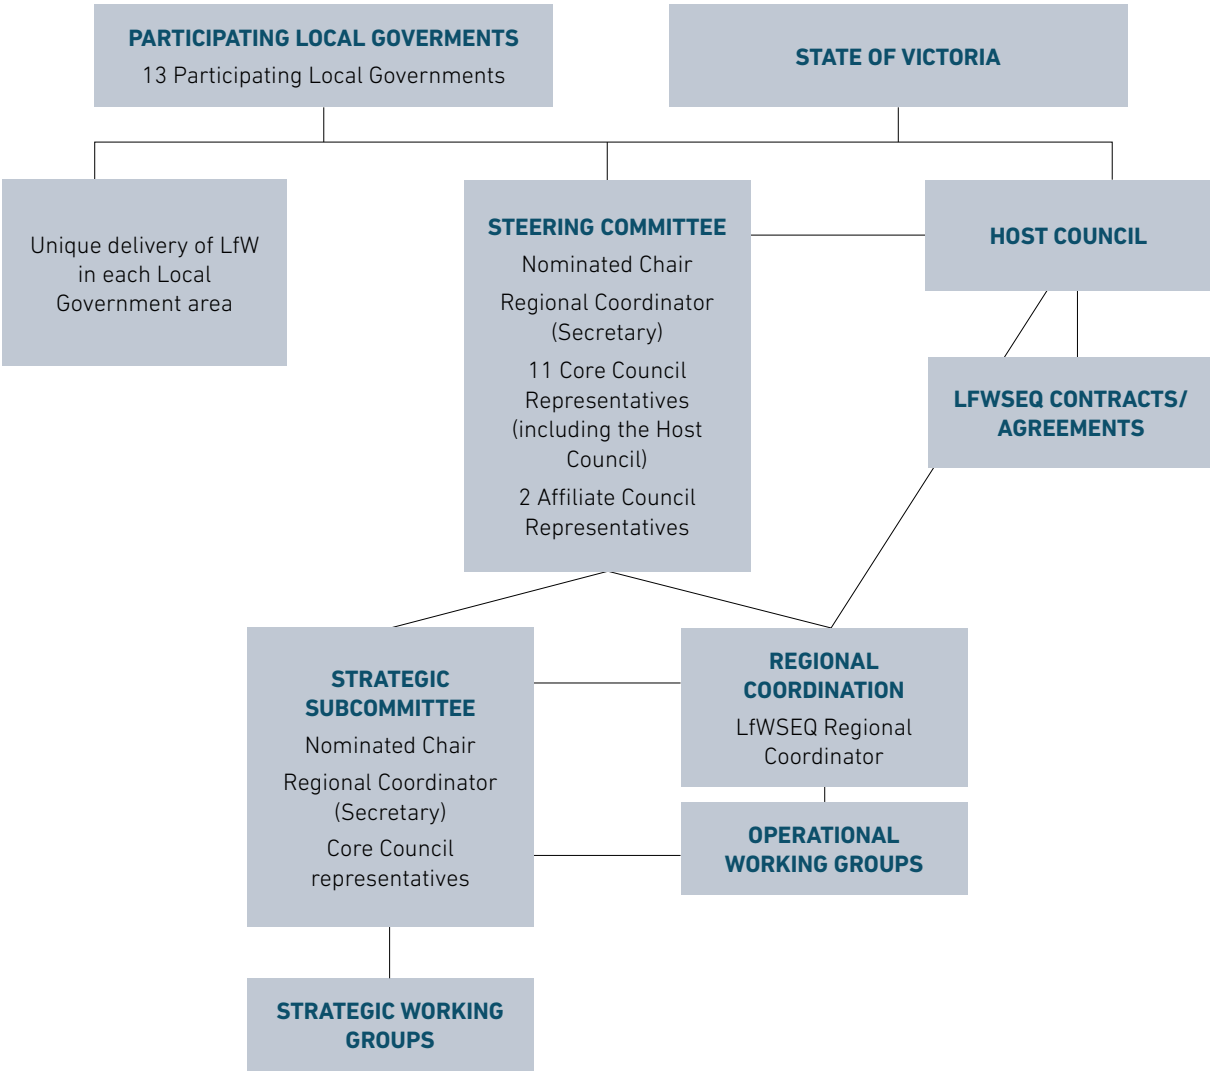 PARTICIPATING LOCAL GOVERMENTS
13 Participating Local Governments
STATE OF VICTORIA
Unique delivery of LfW
in each Local
Government area
STEERING COMMITTEE
Nominated Chair
Regional Coordinator
(Secretary)
11 Core Council
Representatives
(including the Host
Council)
2 Affiliate Council
Representatives
HOST COUNCIL
LFWSEQ CONTRACTS/
AGREEMENTS
STRATEGIC
SUBCOMMITTEE
Nominated Chair
Regional Coordinator
(Secretary)
Core Council
representatives
REGIONAL
COORDINATION
LfWSEQ Regional
Coordinator
OPERATIONAL
WORKING GROUPS
STRATEGIC WORKING
GROUPS